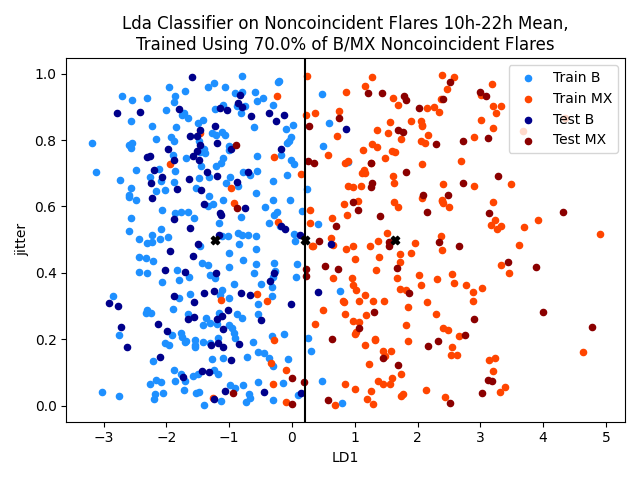 Lda Classifier on Noncoincident Flares 10h-22h Mean,
Trained Using 70.0% of B/MX Noncoincident Flares
Train B
Train MX
Test B
Test MX
jitter
1.0
0.8
0.6
0.4
0.2
0.0
−3
−2
−1
0
1
2
3
4
5
LD1